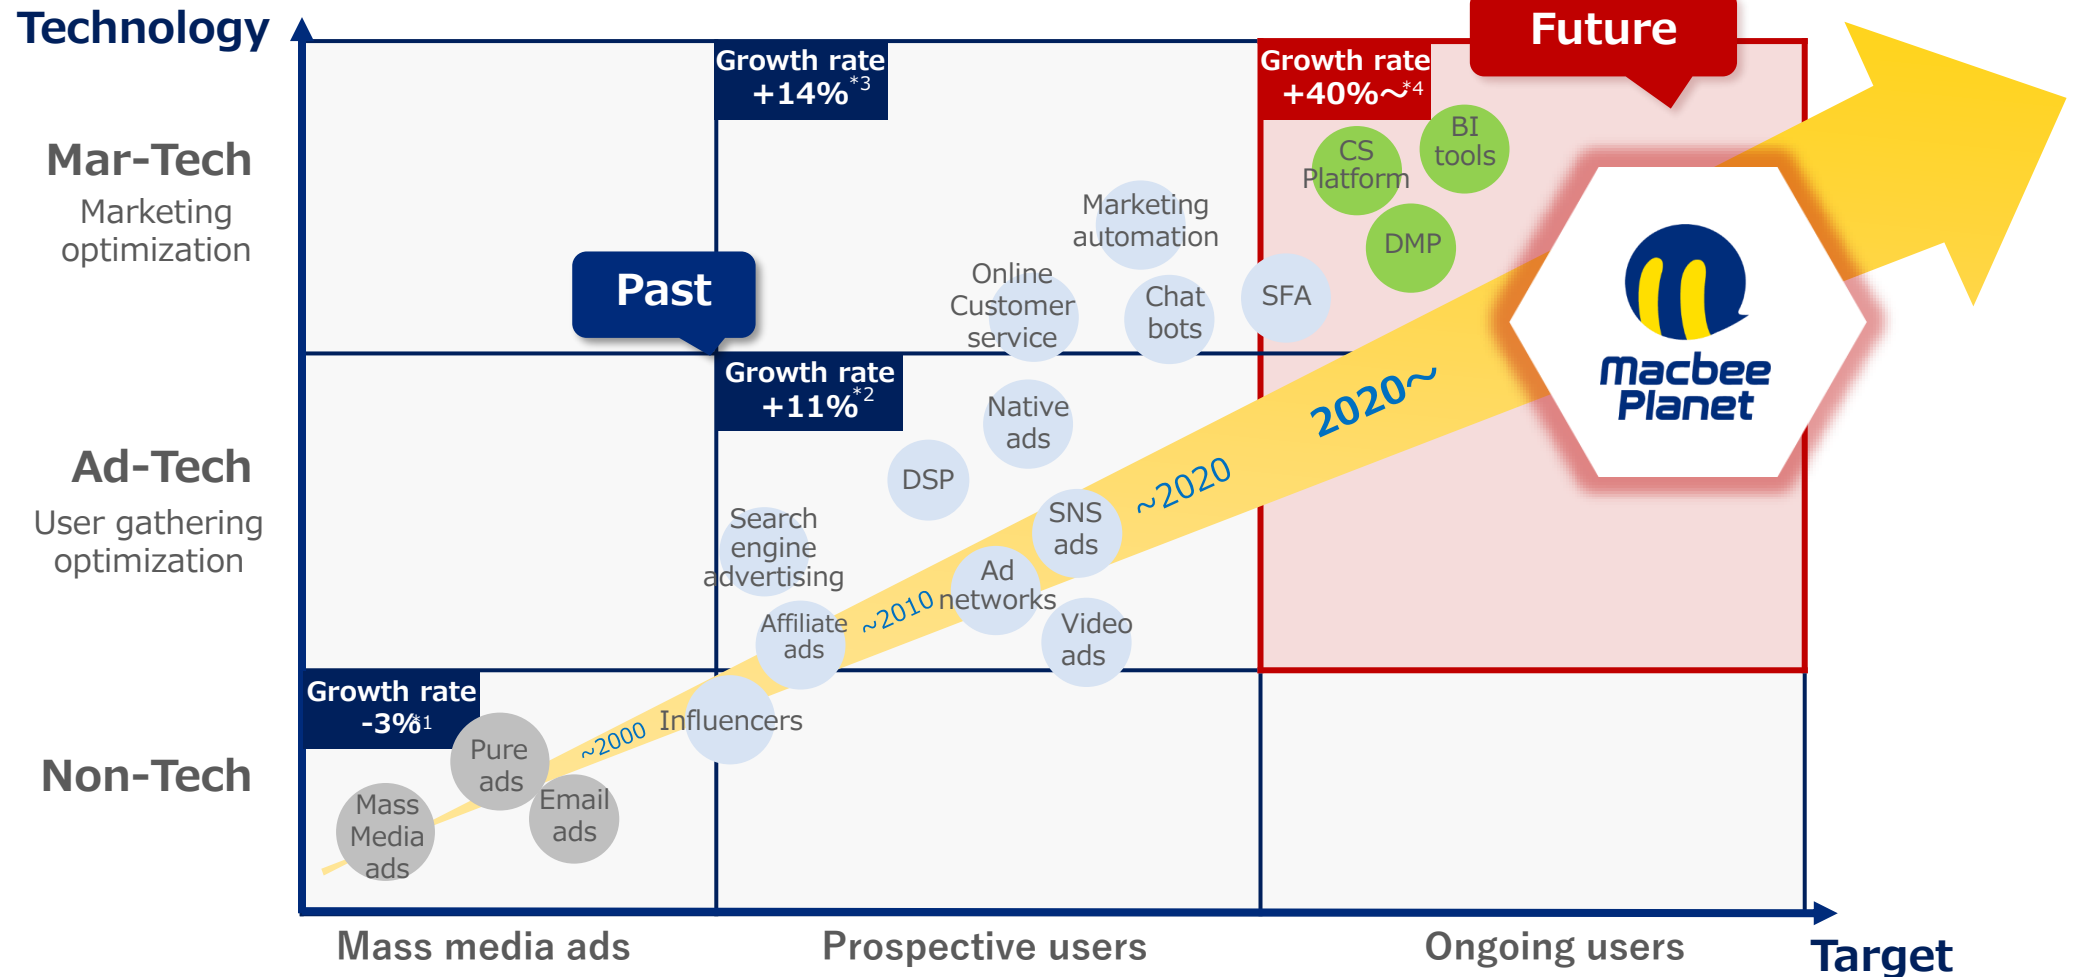 Technology
Future
Growth rate
+14%*3
Growth rate
+40%～*4
Mar-Tech
Marketing
optimization
BI
tools
CS
Platform
DMP
Marketing
automation
Online
Customer
service
Chat
bots
SFA
Past
macbee
Planet
Growth rate
+11%*2
2020～
Native
ads
DSP
~2020
Ad-Tech
User gathering
optimization
Search
engine
advertising
SNS
ads
Ad
networks
~2010
Affiliate
ads
Video
ads
Growth rate
-3%*1
Influencers
~2000
Non-Tech
Pure
ads
Email
ads
Mass
Media
ads
Mass media ads
Prospective users
Ongoing users
Target